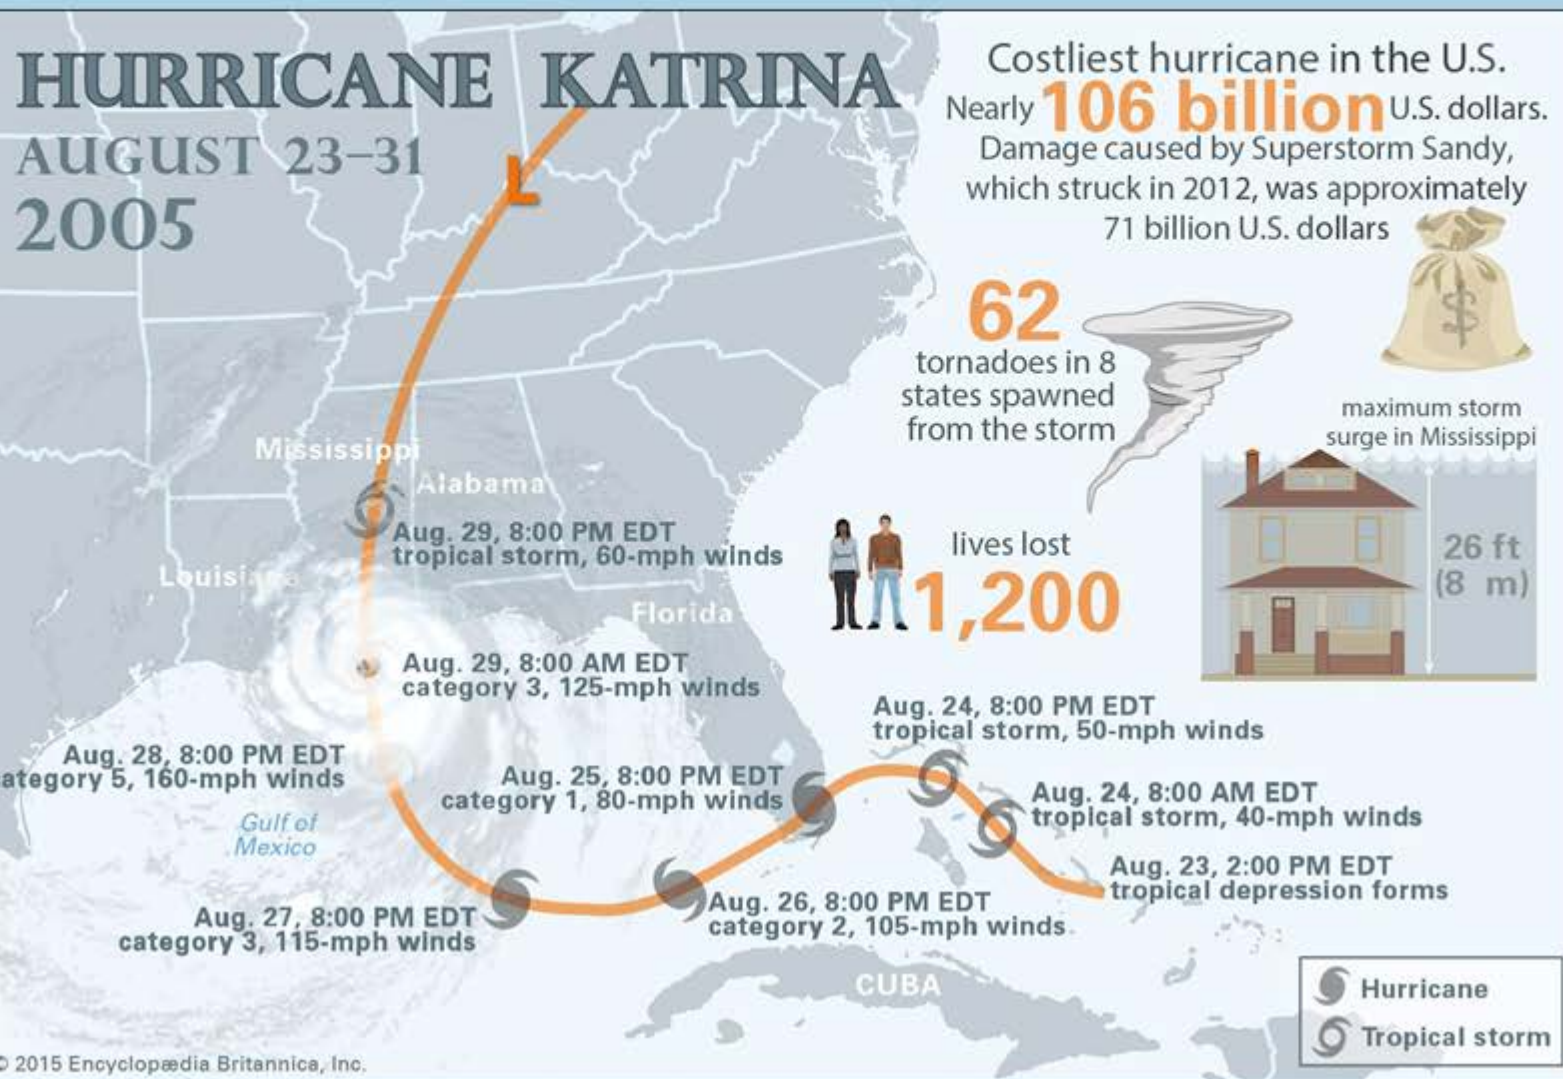 HURRICANE KATRINA
AUGUST 23–31
2005
Costliest hurricane in the U.S.
Nearly 106 billion U.S. dollars.
Damage caused by Superstorm Sandy,
which struck in 2012, was approximately
71 billion U.S. dollars
$
62
tornadoes in 8
states spawned
from the storm
maximum storm
surge in Mississippi
26 ft
(8 m)
lives lost
1,200
L
Mississippi
Alabama
Aug. 29, 8:00 PM EDT
tropical storm, 60-mph winds
Louisiana
Florida
Aug. 29, 8:00 AM EDT
category 3, 125-mph winds
Aug. 28, 8:00 PM EDT
ategory 5, 160-mph winds
Gulf of
Mexico
Aug. 27, 8:00 PM EDT
category 3, 115-mph winds
Aug. 25, 8:00 PM EDT
category 1, 80-mph winds
Aug. 26, 8:00 PM EDT
category 2, 105-mph winds
Aug. 24, 8:00 PM EDT
tropical storm, 50-mph winds
Aug. 24, 8:00 AM EDT
tropical storm, 40-mph winds
Aug. 23, 2:00 PM EDT
tropical depression forms
CUBA
Hurricane
Tropical storm
© 2015 Encyclopædia Britannica, Inc.